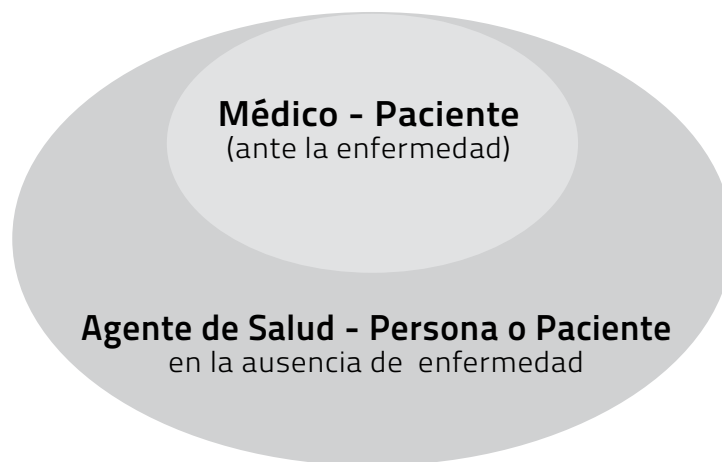 Médico - Paciente
(ante la enfermedad)
Agente de Salud - Persona o Paciente
en la ausencia de  enfermedad